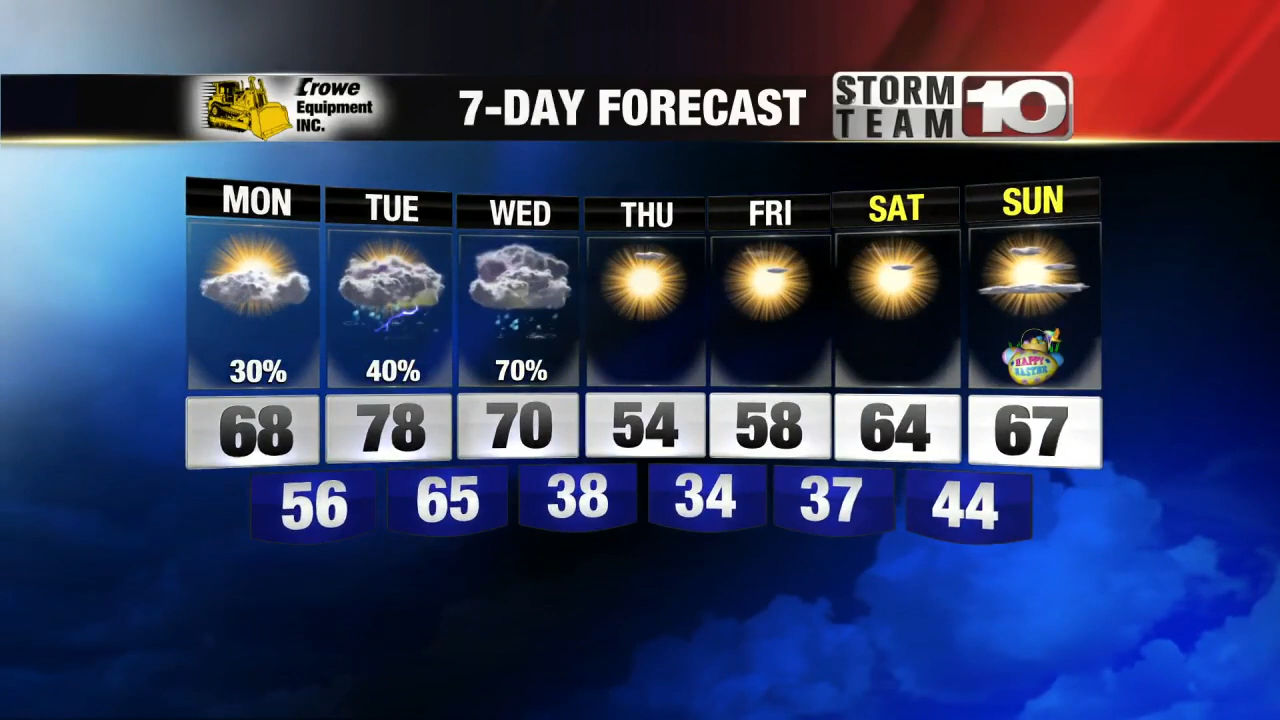 Crowe
Equipment
INC.
7-DAY FORECAST
STORM
TEAM
10
MON TUE WED THU FRI SAT SUN
30% 40% 70%
HAPPY
EASTER
68 78 70 54 58 64 67
56 65 38 34 37 44